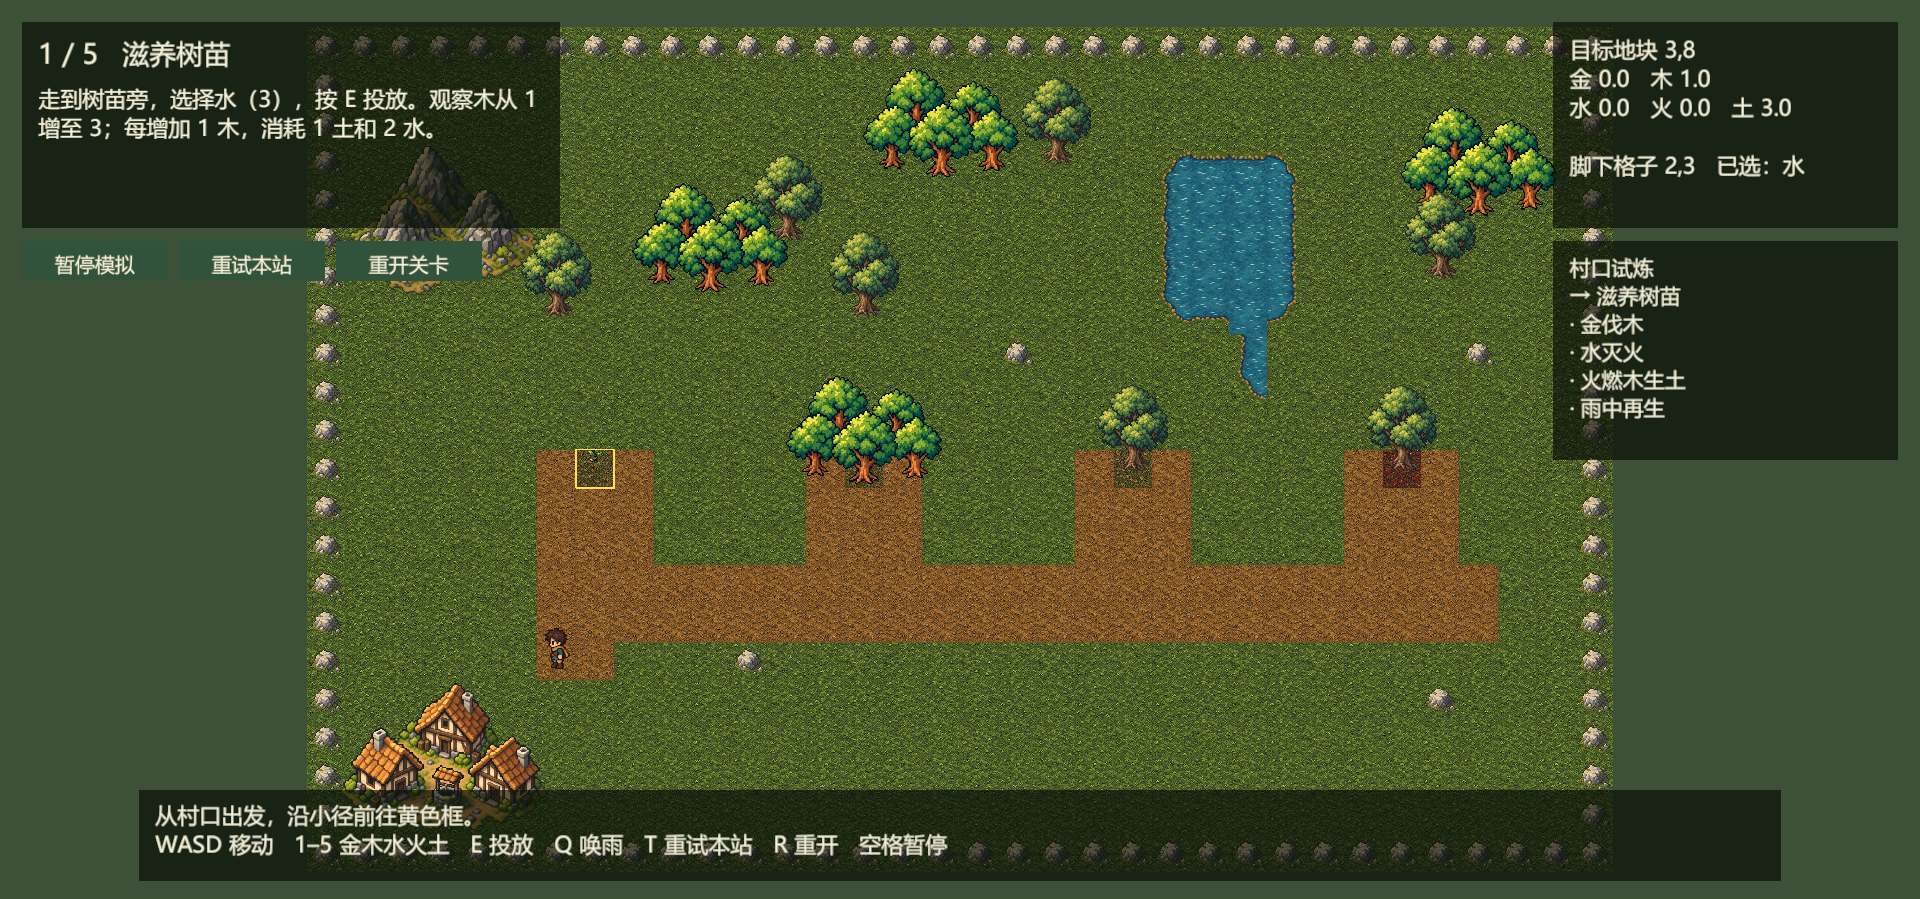 1 / 5 滋养树苗
走到树苗旁，选择水（3），按 E 投放。观察木从 1
增至 3；每增加 1 木，消耗 1 土和 2 水。
暂停模拟 重试本站 重开关卡
目标地块 3,8
金 0.0 木 1.0
水 0.0 火 0.0 土 3.0
脚下格子 2,3 已选：水
村口试炼
→ 滋养树苗
· 金伐木
· 水灭火
· 火燃木生土
· 雨中再生
从村口出发，沿小径前往黄色框。
WASD 移动 1–5 金木水火土 E 投放 Q 唤雨 T 重试本站 R 重开 空格暂停